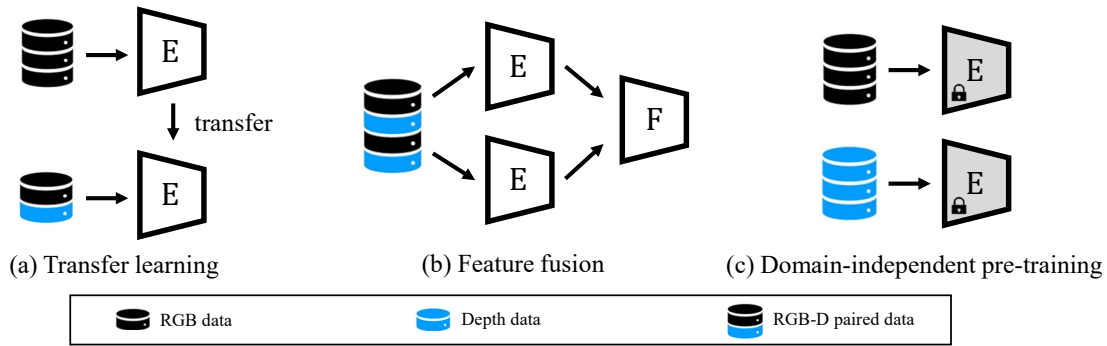 E
transfer
E
(a) Transfer learning
E
E
F
(b) Feature fusion
E
E
(c) Domain-independent pre-training
RGB data
Depth data
RGB-D paired data